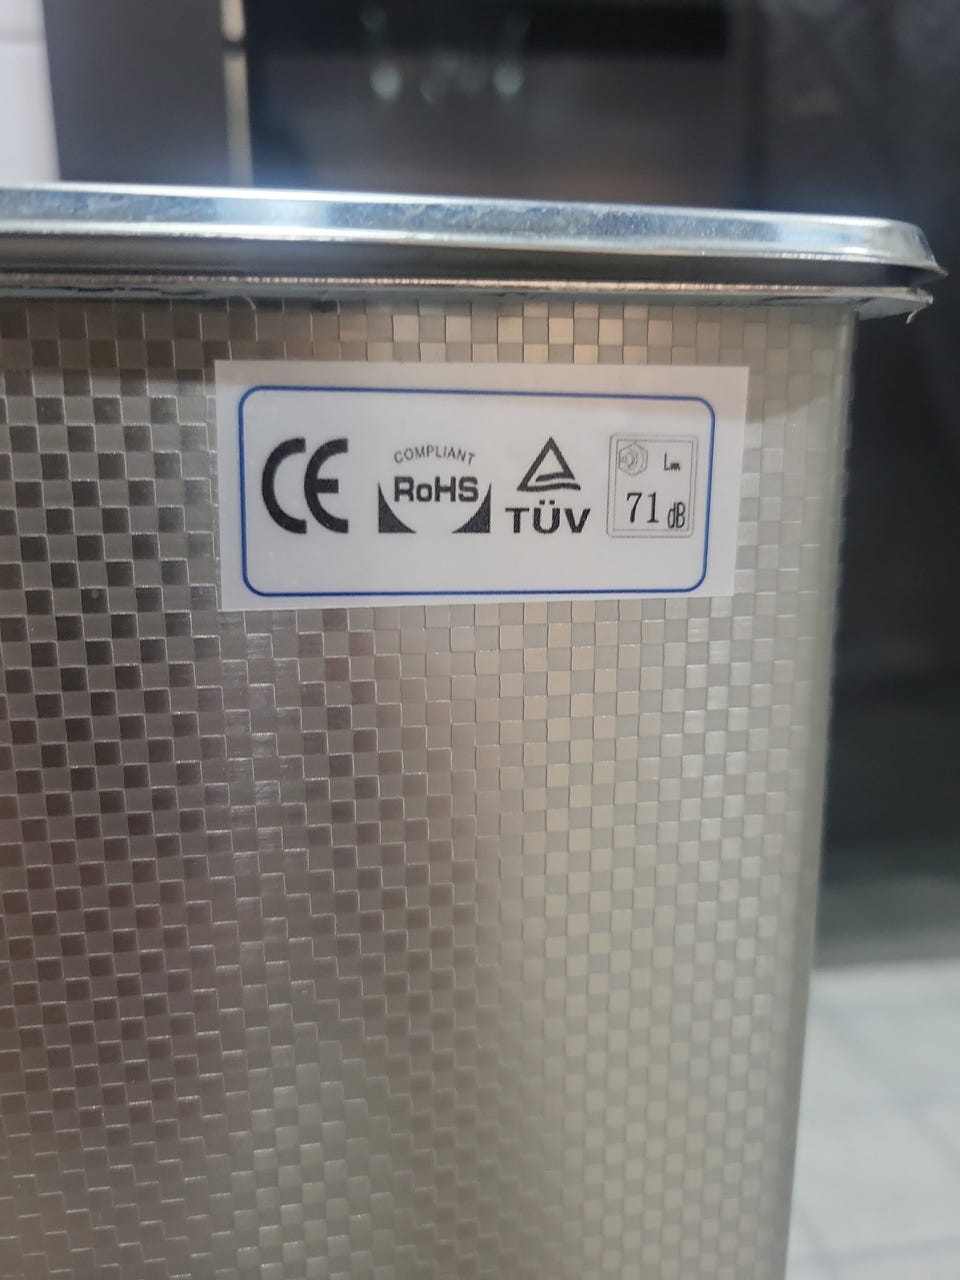 CE
COMPLIANT
RoHS
TÜV
71 dB